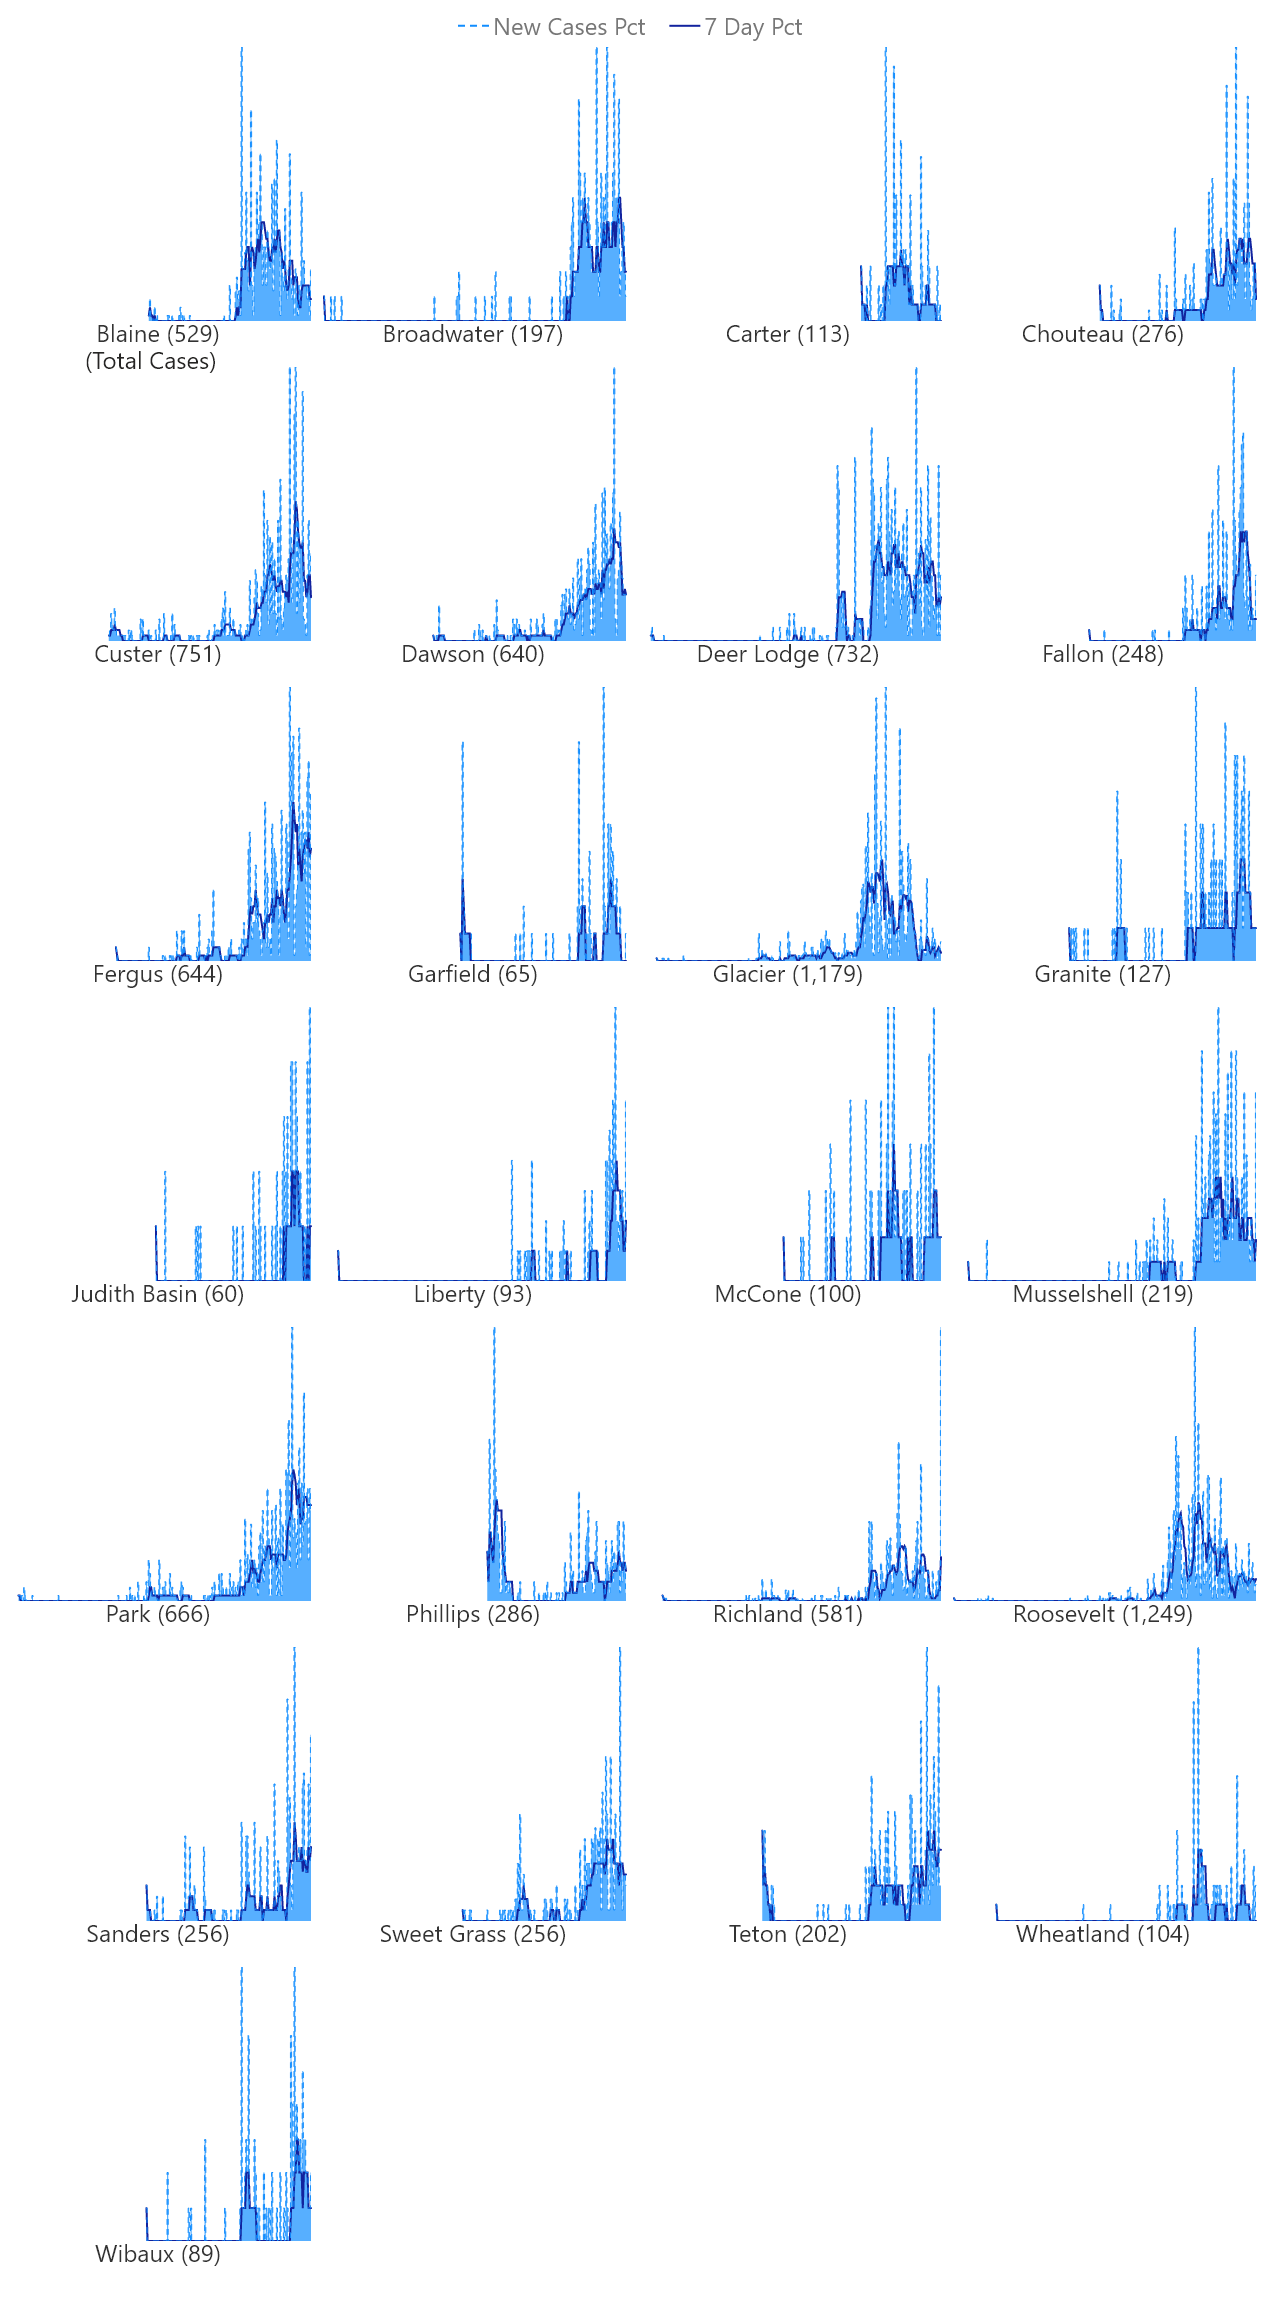 New Cases Pct 7 Day Pct
Blaine (529) Broadwater (197) Carter (113) Chouteau (276)
(Total Cases)
Custer (751) Dawson (640) Deer Lodge (732) Fallon (248)
Fergus (644) Garfield (65) Glacier (1,179) Granite (127)
Judith Basin (60) Liberty (93) McCone (100) Musselshell (219)
Park (666) Phillips (286) Richland (581) Roosevelt (1,249)
Sanders (256) Sweet Grass (256) Teton (202) Wheatland (104)
Wibaux (89)